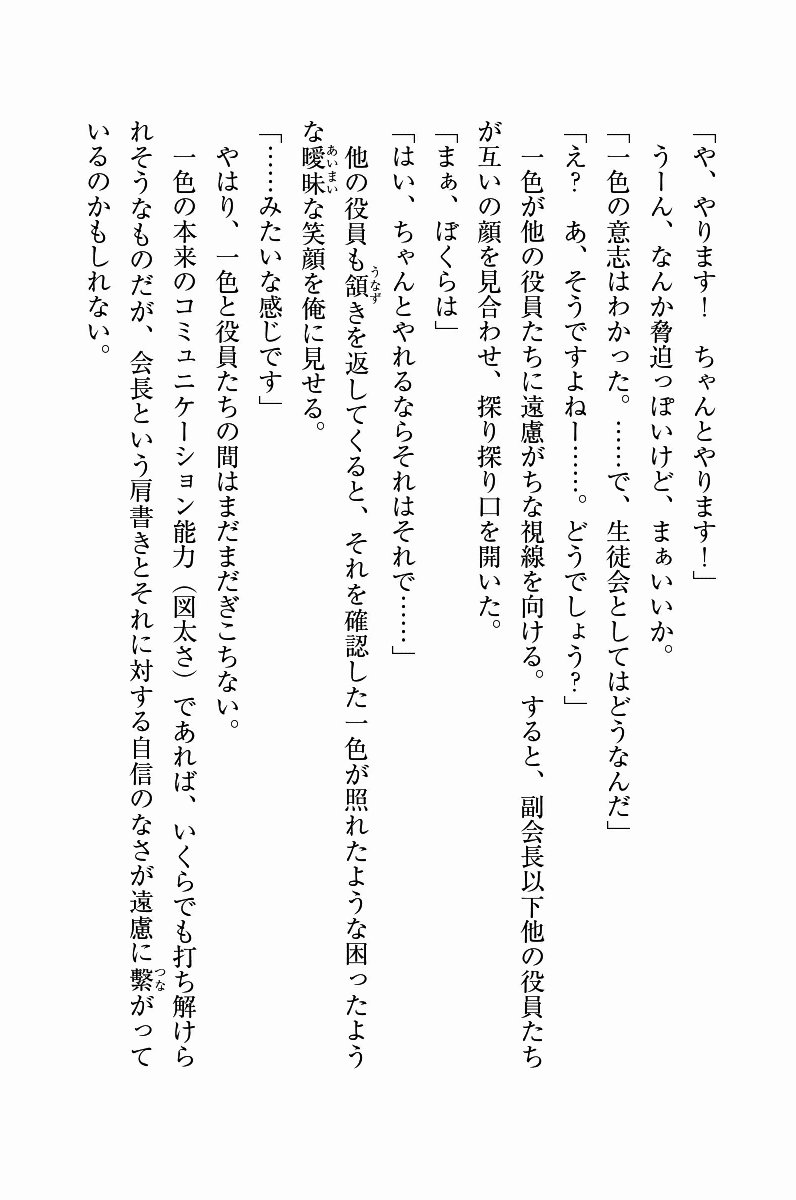 「や、やります！　ちゃんとやります！」
　うーん、なんか脅迫っぽいけど、まぁいいか。
「一色の意志はわかった。……で、生徒会としてはどうなんだ」
「え？　あ、そうですよねー……。どうでしょう？」
　一色が他の役員たちに遠慮がちな視線を向ける。すると、副会長以下他の役員たち
が互いの顔を見合わせ、探り探り口を開いた。
「まぁ、ぼくらは」
「はい、ちゃんとやれるならそれはそれで……」
　他の役員も頷きを返してくると、それを確認した一色が照れたような困ったよう
な曖昧な笑顔を俺に見せる。
「……みたいな感じです」
　やはり、一色と役員たちの間はまだまだぎこちない。
　一色の本来のコミュニケーション能力（図太さ）であれば、いくらでも打ち解けら
れそうなものだが、会長という肩書きとそれに対する自信のなさが遠慮に繫がって
いるのかもしれない。